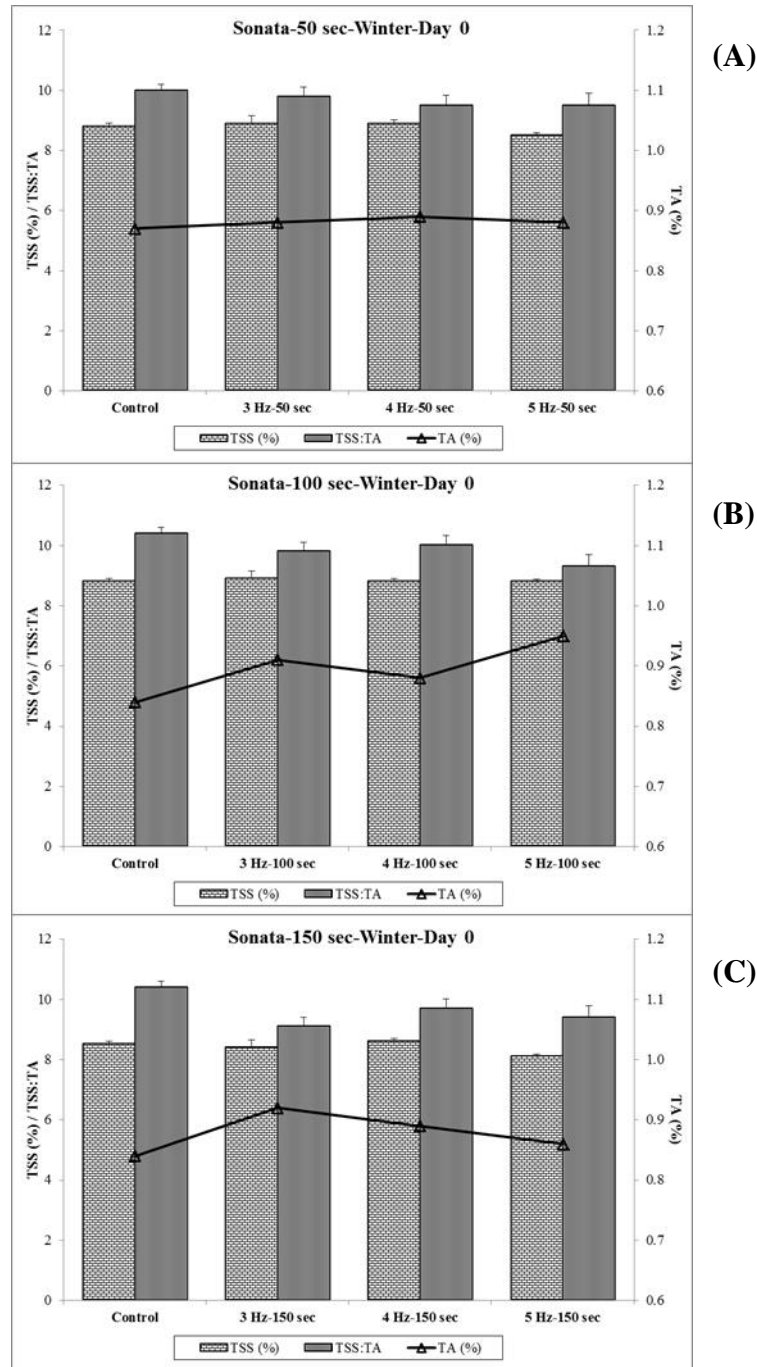 Sonata-50 sec-Winter-Day 0
(A)
12
10
8
6
4
2
0
TSS (%) / TSS:TA
1.2
1.1
1.0
0.9
0.8
0.7
0.6
TA (%)
Control 3 Hz-50 sec 4 Hz-50 sec 5 Hz-50 sec
TSS (%) TSS:TA TA (%)
Sonata-100 sec-Winter-Day 0
(B)
12
10
8
6
4
2
0
TSS (%) / TSS:TA
1.2
1.1
1.0
0.9
0.8
0.7
0.6
TA (%)
Control 3 Hz-100 sec 4 Hz-100 sec 5 Hz-100 sec
TSS (%) TSS:TA TA (%)
Sonata-150 sec-Winter-Day 0
(C)
12
10
8
6
4
2
0
TSS (%) / TSS:TA
1.2
1.1
1.0
0.9
0.8
0.7
0.6
TA (%)
Control 3 Hz-150 sec 4 Hz-150 sec 5 Hz-150 sec
TSS (%) TSS:TA TA (%)